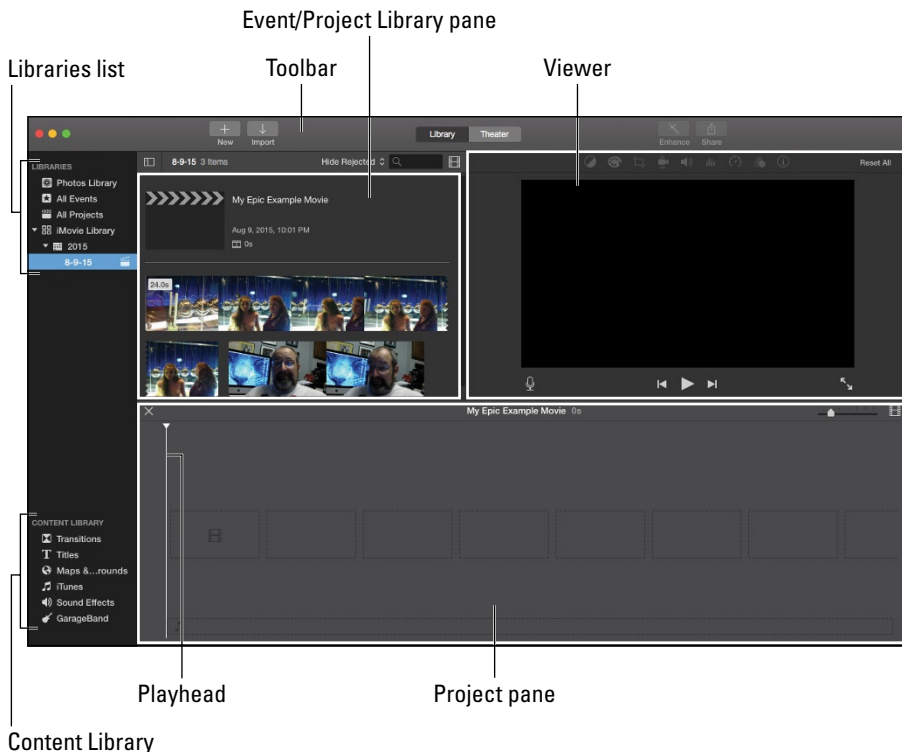 Event/Project Library pane
Libraries list
Toolbar
Viewer
New
Import
Library
Theater
Enhance
Share
LIBRARIES
8-9-15 3 Items
Hide Rejected
Reset All
Photos Library
All Events
All Projects
iMovie Library
2015
8-9-15
My Epic Example Movie
Aug 9, 2015, 10:01 PM
0s
24.0s
My Epic Example Movie 0s
CONTENT LIBRARY
Transitions
T Titles
Maps &...rounds
iTunes
Sound Effects
GarageBand
Playhead
Project pane
Content Library